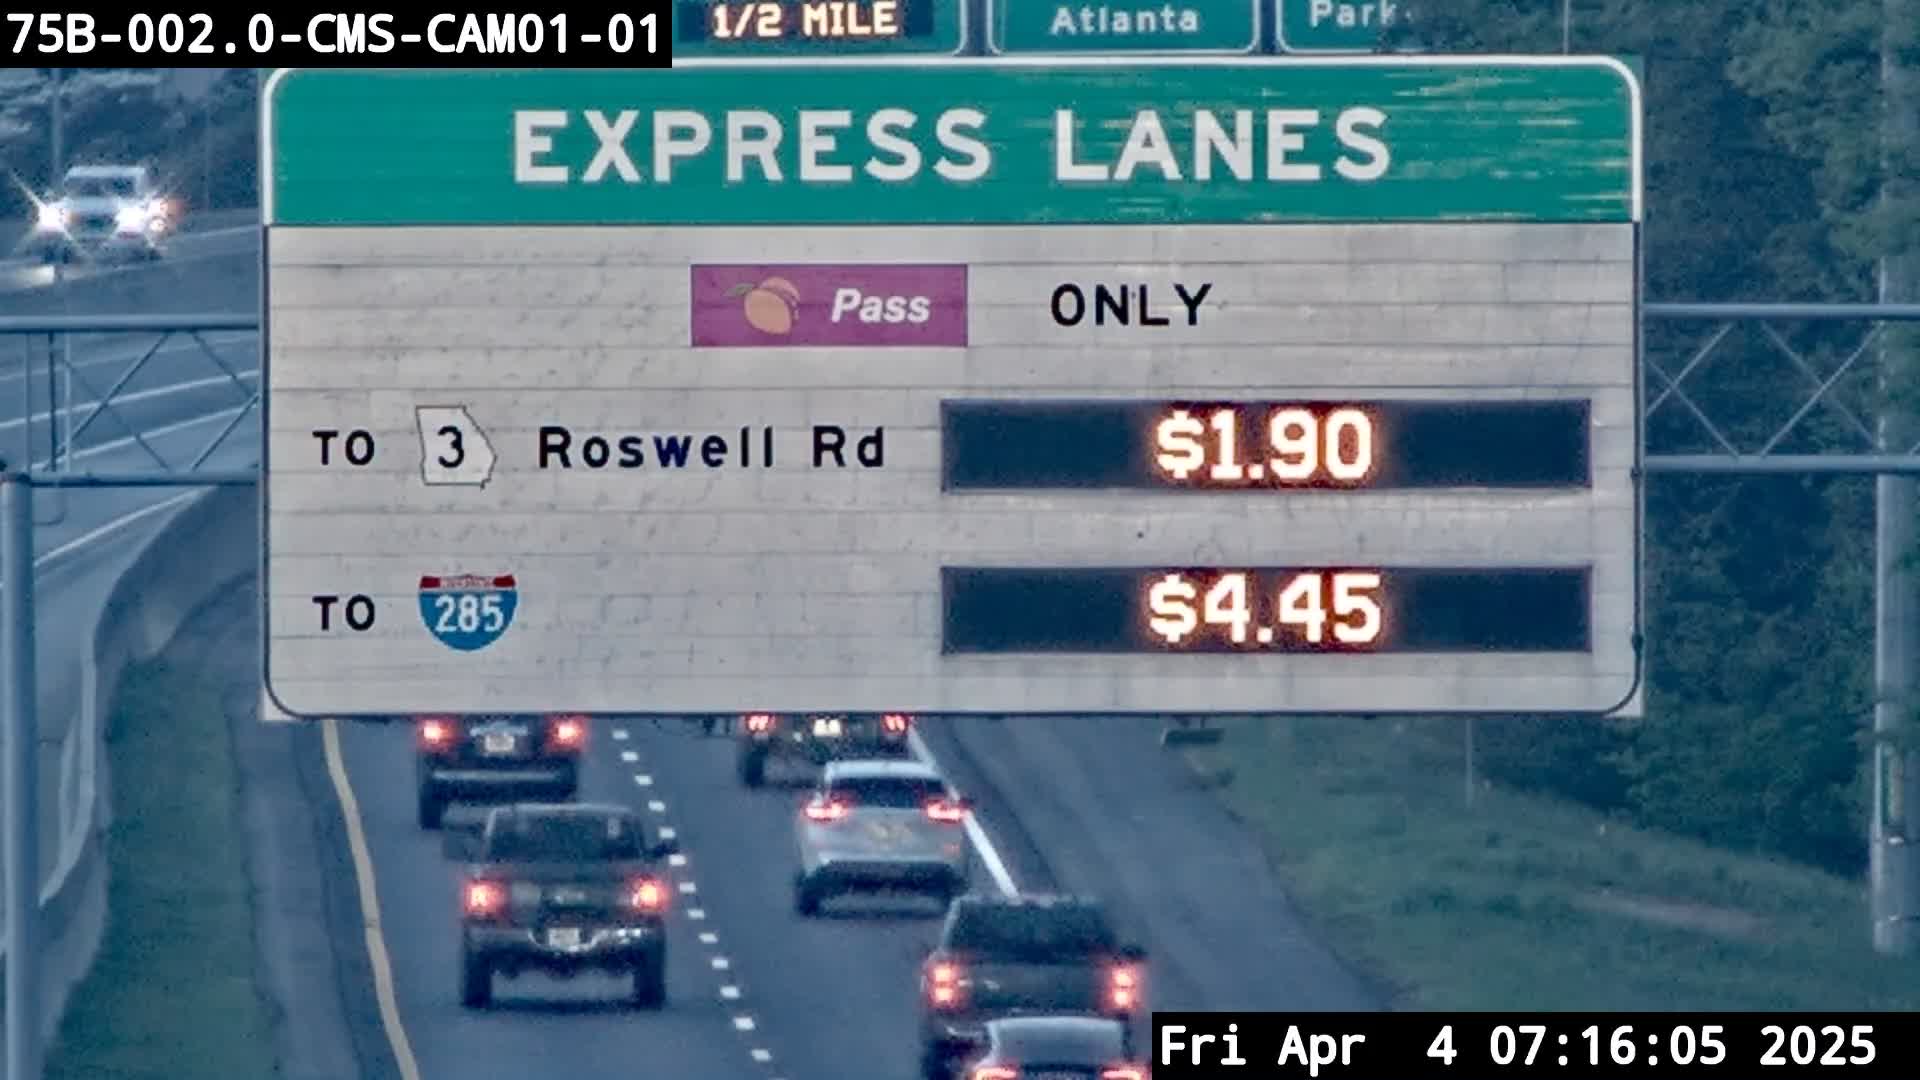 75B-002.0-CMS-CAM01-01
1/2 MILE
Atlanta
Park
EXPRESS LANES
Pass ONLY
TO 3 Roswell Rd $1.90
TO 285 $4.45
Fri Apr 4 07:16:05 2025